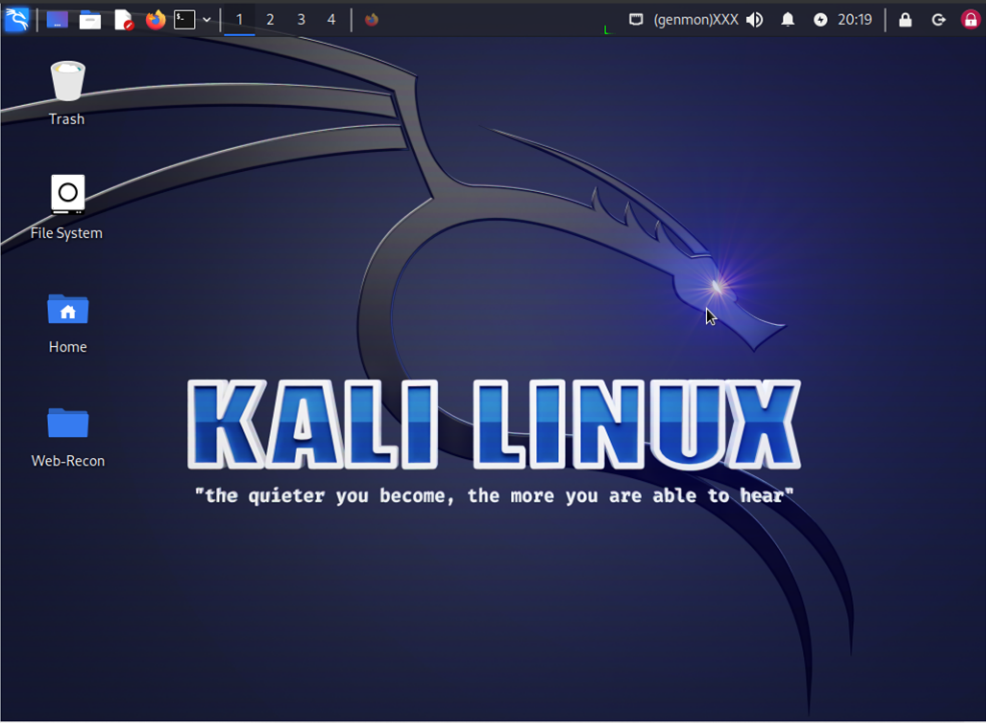 1 2 3 4 (genmon)XXX 20:19
Trash
File System
Home
Web-Recon
KALI LINUX
"the quieter you become, the more you are able to hear"